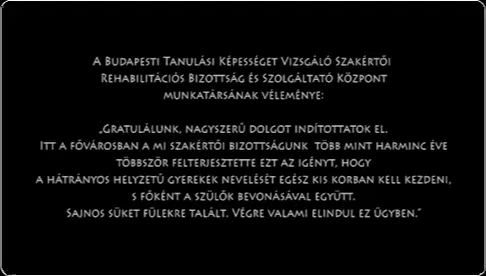 A Budapesti Tanulási Képességet Vizsgáló Szakértői
Rehabilitációs Bizottság és Szolgáltató Központ
munkatársának véleménye:
„Gratulálunk, nagyszerű dolgot indítottatok el.
Itt a fővárosban a mi szakértői bizottságunk több mint harminc éve
többször felterjesztette ezt az igényt, hogy
a hátrányos helyzetű gyerekek nevelését egész kis korban kell kezdeni,
s főként a szülők bevonásával együtt.
Sajnos süket fülekre talált. Végre valami elindul ez ügyben.”